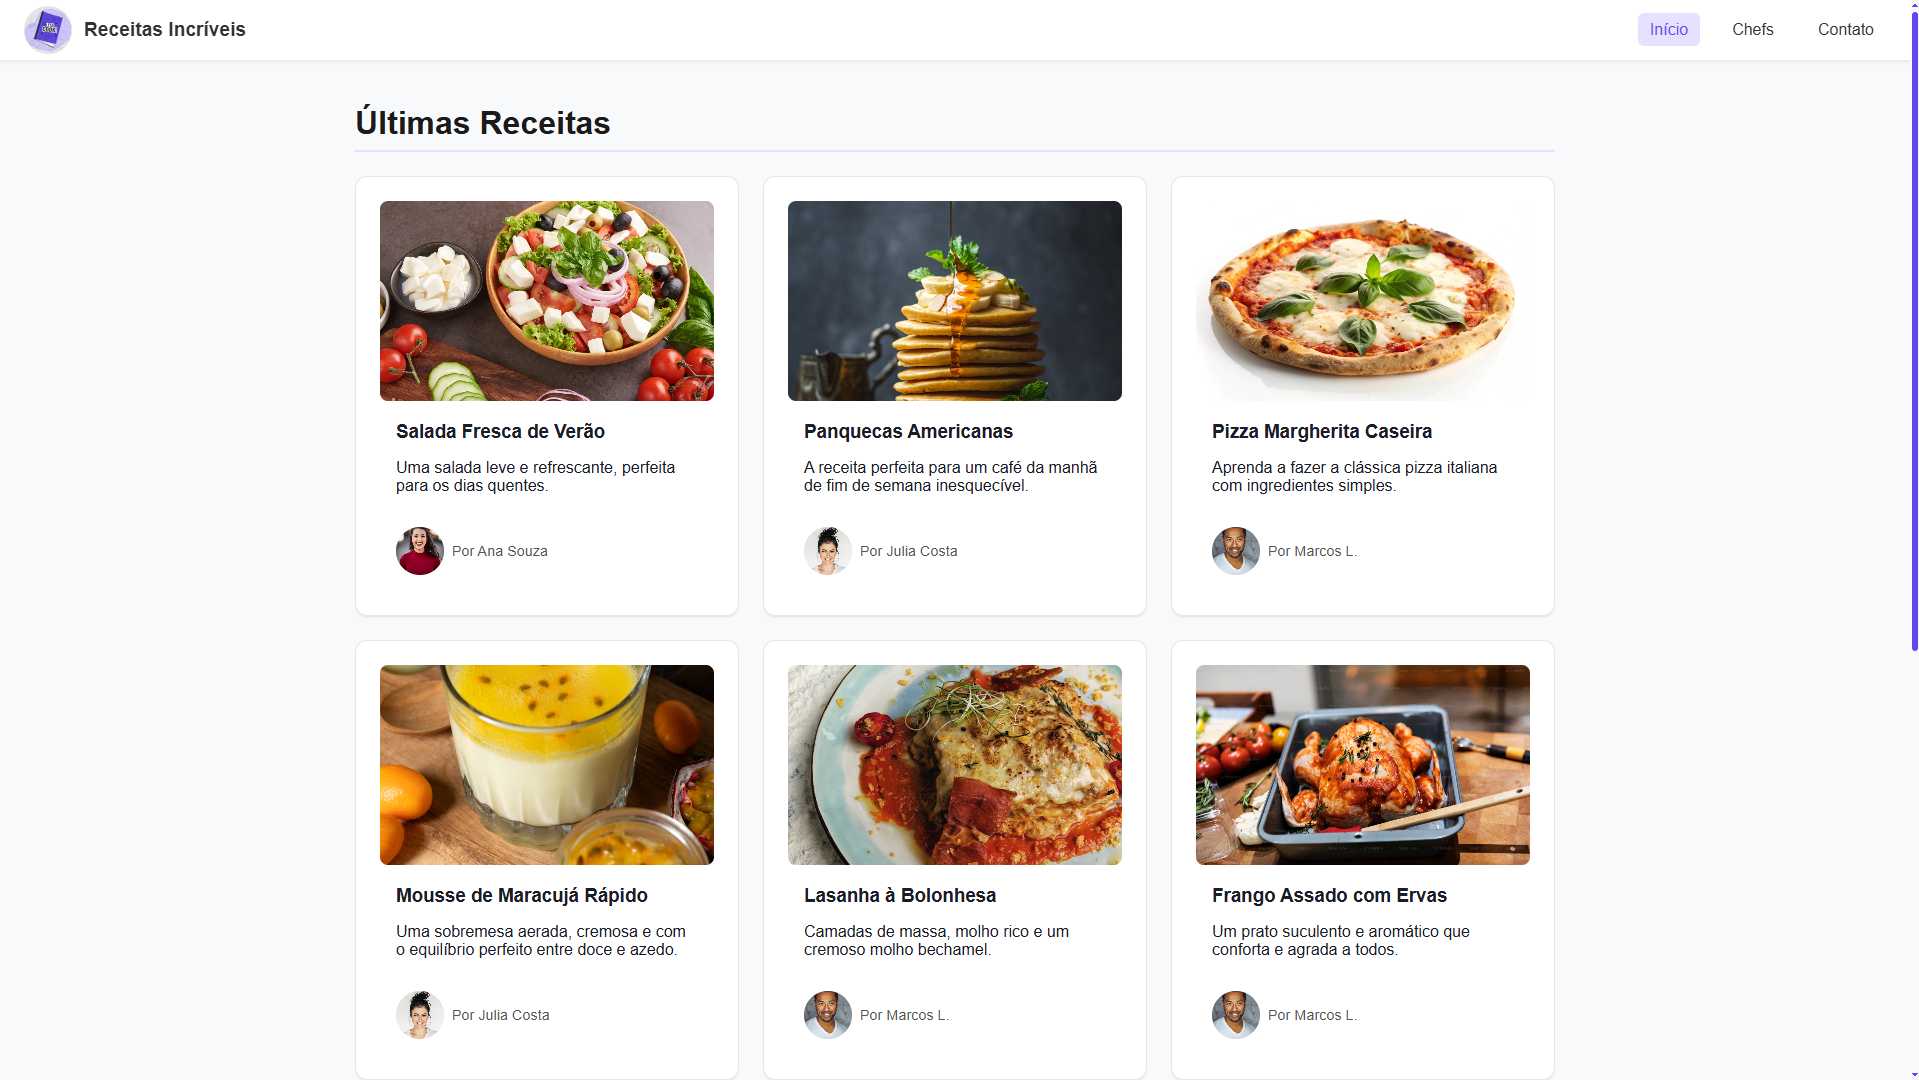 Receitas Incríveis
Início
Chefs
Contato
Últimas Receitas
Salada Fresca de Verão
Uma salada leve e refrescante, perfeita
para os dias quentes.
Por Ana Souza
Panquecas Americanas
A receita perfeita para um café da manhã
de fim de semana inesquecível.
Por Julia Costa
Pizza Margherita Caseira
Aprenda a fazer a clássica pizza italiana
com ingredientes simples.
Por Marcos L.
Mousse de Maracujá Rápido
Uma sobremesa aerada, cremosa e com
o equilíbrio perfeito entre doce e azedo.
Por Julia Costa
Lasanha à Bolonhesa
Camadas de massa, molho rico e um
cremoso molho bechamel.
Por Marcos L.
Frango Assado com Ervas
Um prato suculento e aromático que
conforta e agrada a todos.
Por Marcos L.